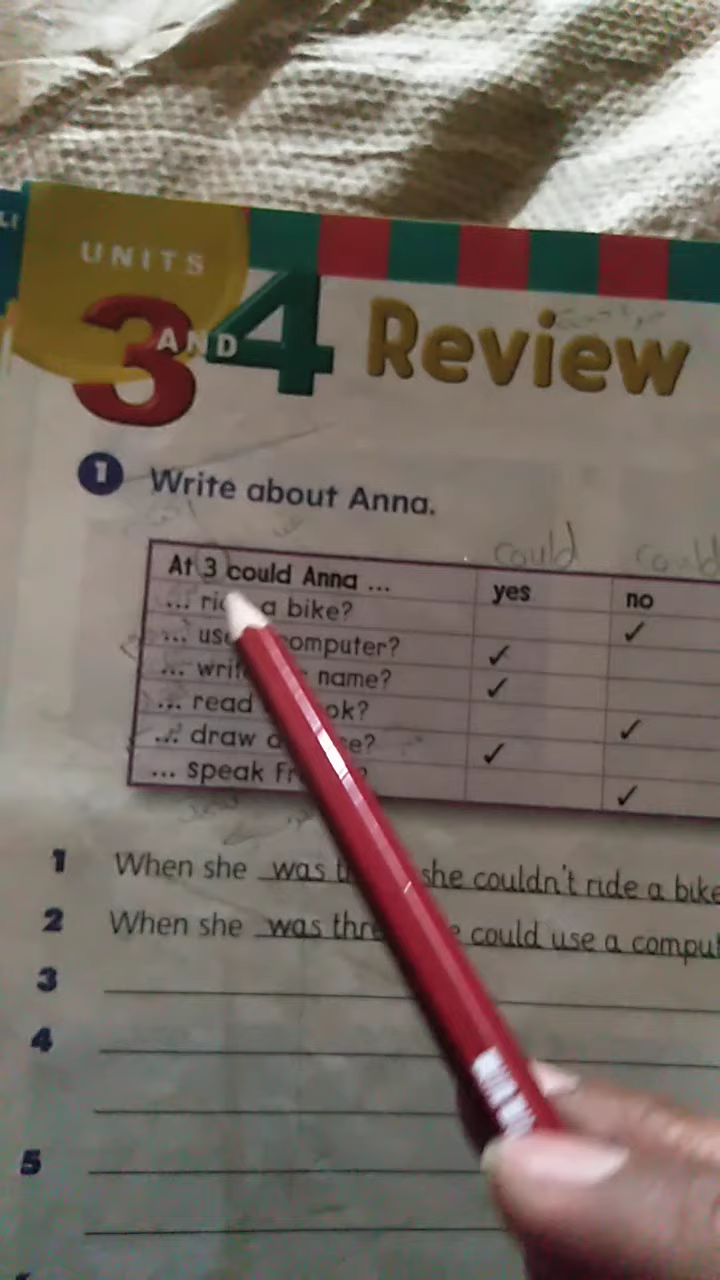 UNITS
3 AND 4 Review
1 Write about Anna.
could could
At 3 could Anna ... yes no
... a bike?
... use computer? ✓
... name? ✓
... read
... draw ✓
... speak ✓
1 When she was she couldn't ride a bike
2 When she was could use a
3
4
5